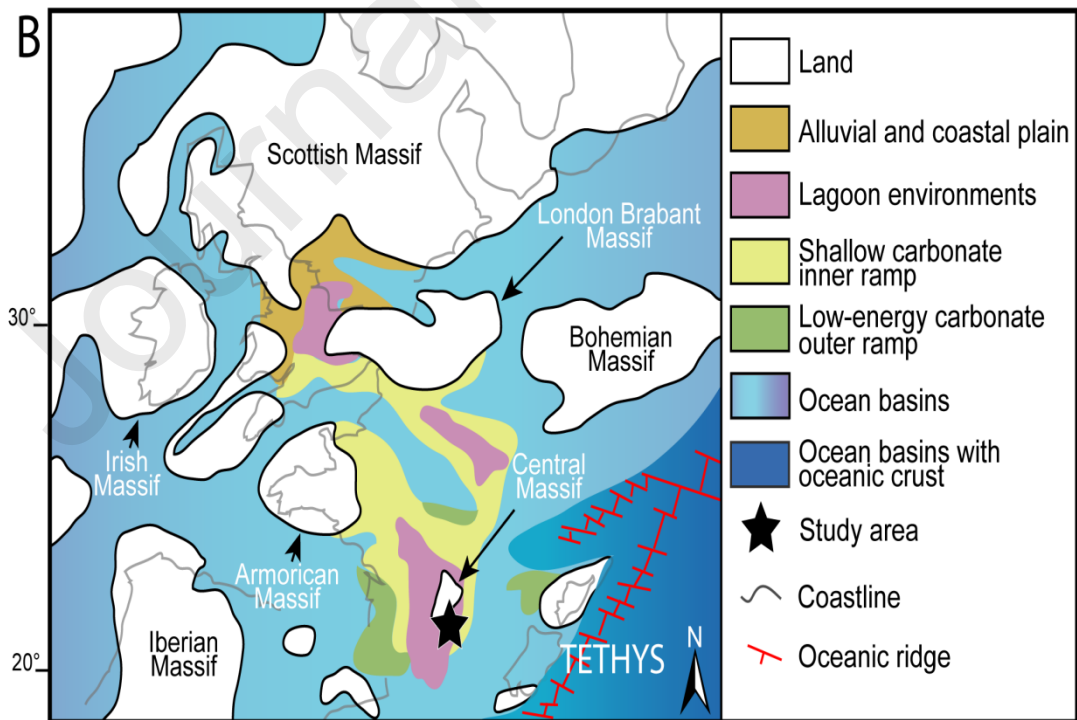 B
Scottish Massif
London Brabant
Massif
30°
Bohemian
Massif
Irish
Massif
Central
Massif
Armorican
Massif
Iberian
Massif
20°
TETHYS
N
Land
Alluvial and coastal plain
Lagoon environments
Shallow carbonate
inner ramp
Low-energy carbonate
outer ramp
Ocean basins
Ocean basins with
oceanic crust
Study area
Coastline
Oceanic ridge
Journal